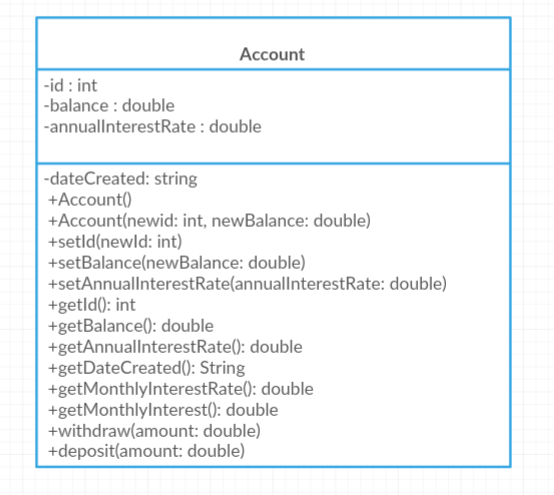 Account
-id : int
-balance : double
-annualInterestRate : double
-dateCreated: string
+Account()
+Account(newid: int, newBalance: double)
+setId(newId: int)
+setBalance(newBalance: double)
+setAnnualInterestRate(annualInterestRate: double)
+getId(): int
+getBalance(): double
+getAnnualInterestRate(): double
+getDateCreated(): String
+getMonthlyInterestRate(): double
+getMonthlyInterest(): double
+withdraw(amount: double)
+deposit(amount: double)